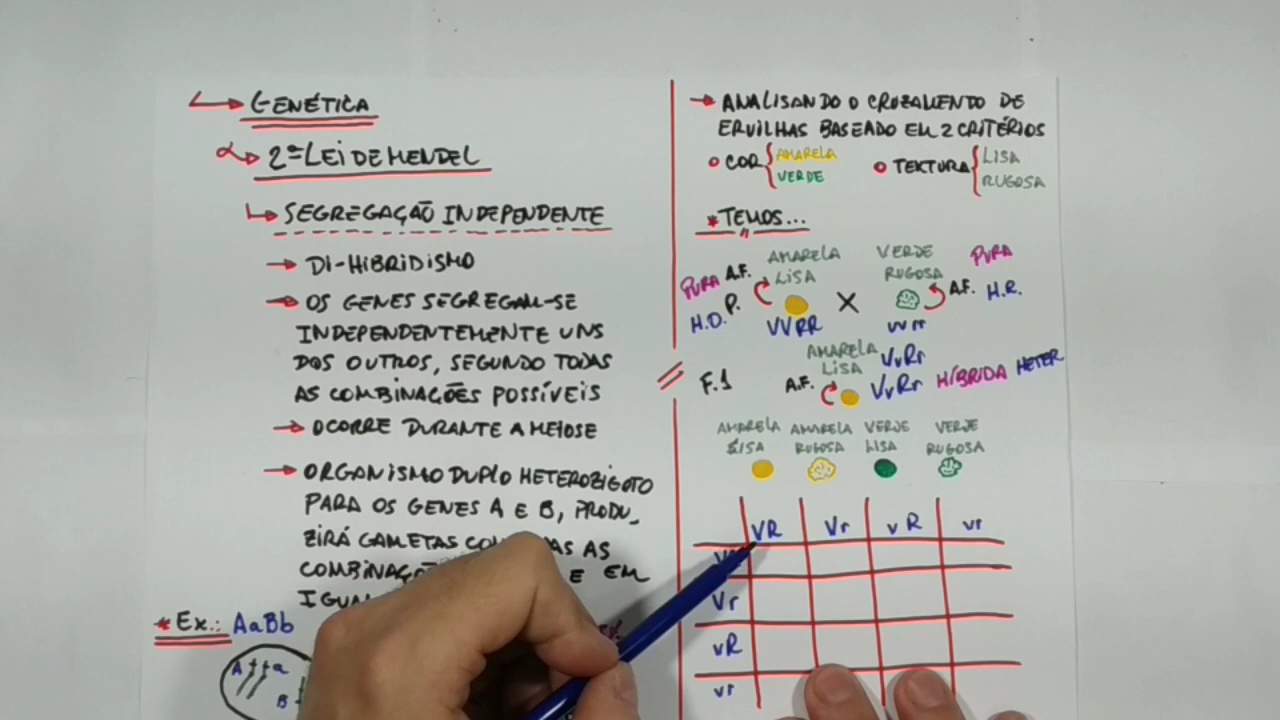 GENÉTICA
2ª LEI DE MENDEL
SEGREGAÇÃO INDEPENDENTE
DI-HIBRIDISMO
OS GENES SEGREGAM-SE
INDEPENDENTEMENTE UNS
DOS OUTROS, SEGUNDO TODAS
AS COMBINAÇÕES POSSÍVEIS
OCORRE DURANTE A MEIOSE
ORGANISMO DUPLO HETEROZIGOTO
PARA OS GENES A E B, PRODU_
ZIRÁ GAMETAS AS
E EM
* Ex.: AaBb
A a
B
ANALISANDO O CRUZAMENTO DE
ERVILHAS BASEADO EM 2 CRITÉRIOS
COR { AMARELA
VERDE
TEXTURA { LISA
RUGOSA
* TEMOS...
PURA A.F. AMARELA
LISA
VERDE
RUGOSA
PURA
A.F. H.R.
H.D. P.
X
VVRR
vvrr
F.1 A.F. AMARELA
LISA
VvRr
VvRr HÍBRIDA HETER
AMARELA AMARELA VERDE VERDE
LISA RUGOSA LISA RUGOSA
VR Vr vR vr
Vr
vR
vr